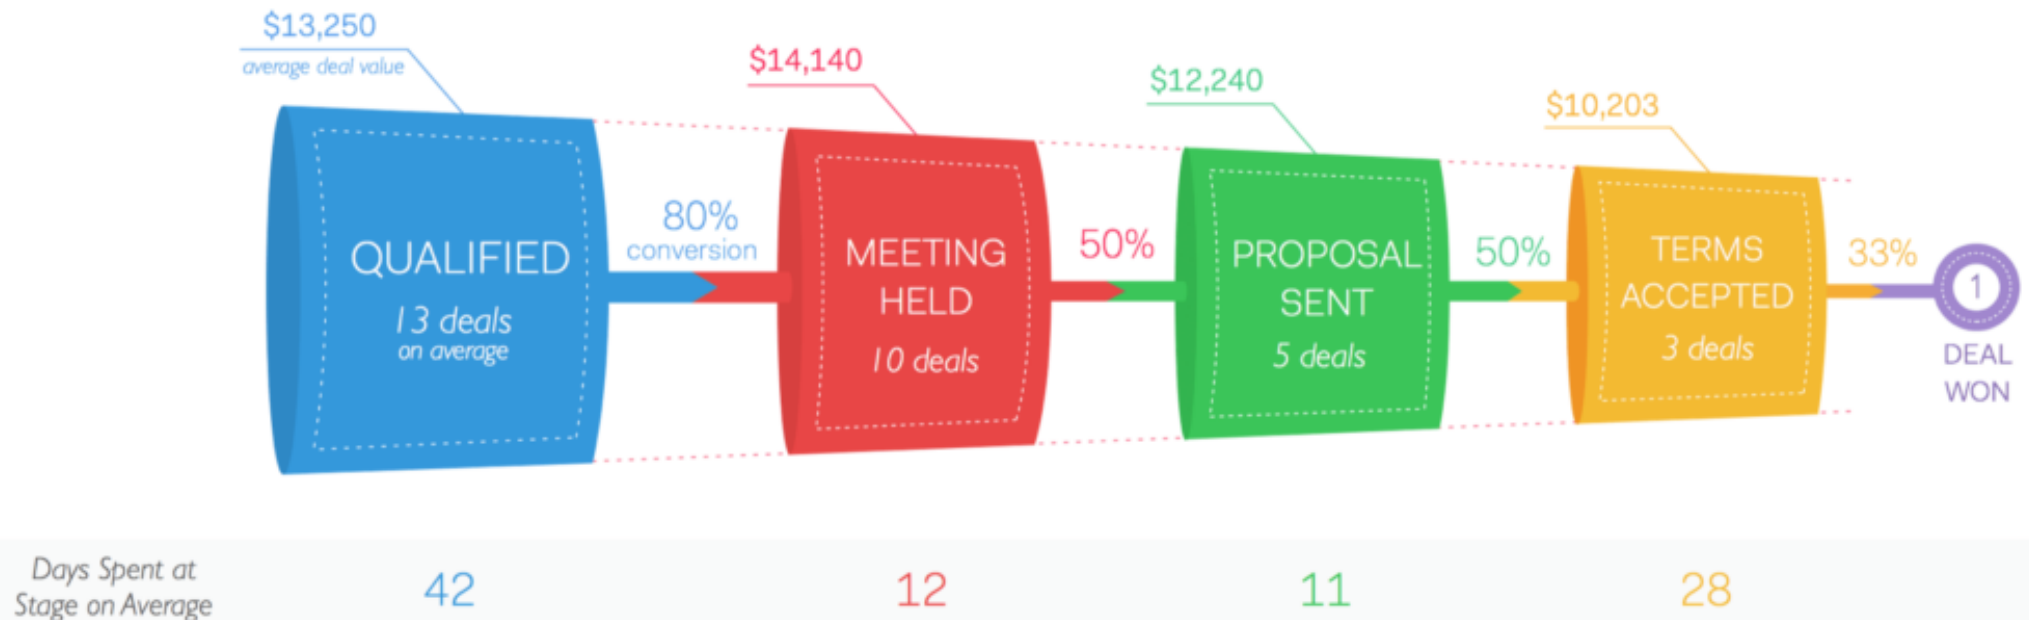 $13,250
average deal value
$14,140
$12,240
$10,203
QUALIFIED
13 deals
on average
80%
conversion
MEETING
HELD
10 deals
50%
PROPOSAL
SENT
5 deals
50%
TERMS
ACCEPTED
3 deals
33%
1
DEAL
WON
Days Spent at
Stage on Average
42
12
11
28